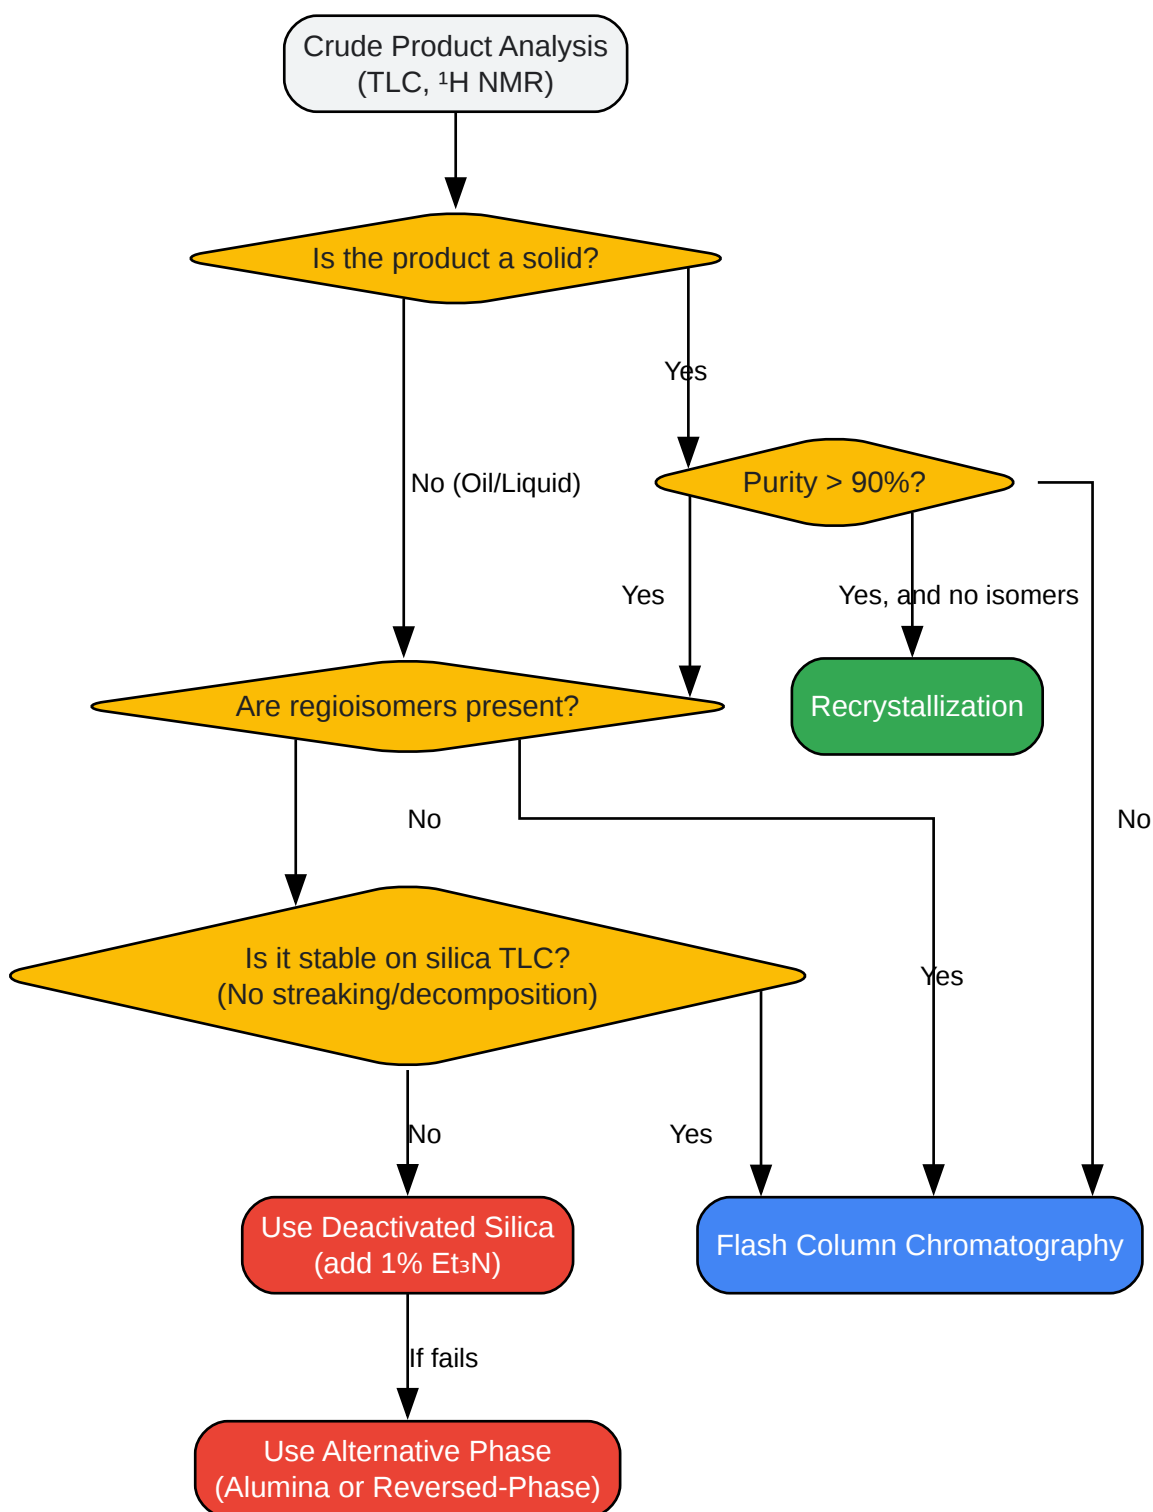 Crude Product Analysis
(TLC, ¹H NMR)
Is the product a solid?
Yes
No (Oil/Liquid)
Purity > 90%?
Yes
Yes, and no isomers
Are regioisomers present?
Recrystallization
No
No
Is it stable on silica TLC?
(No streaking/decomposition)
Yes
No
Yes
Use Deactivated Silica
(add 1% Et₃N)
Flash Column Chromatography
If fails
Use Alternative Phase
(Alumina or Reversed-Phase)